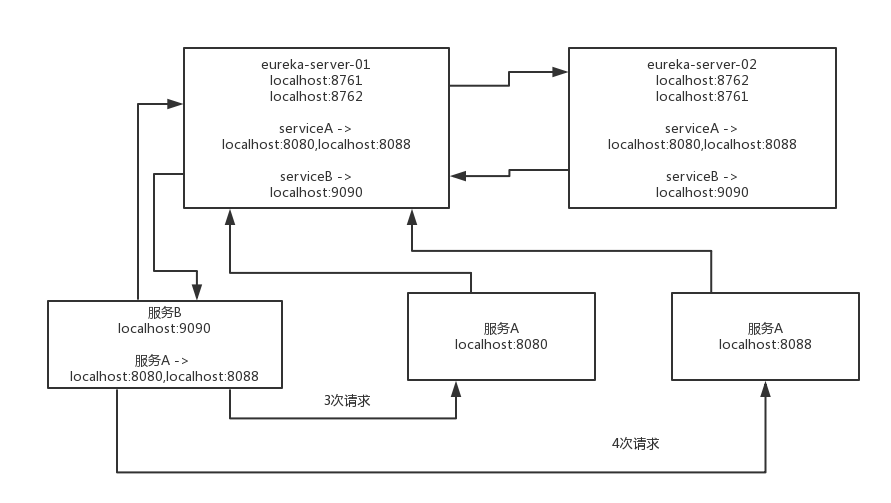 eureka-server-01
localhost:8761
localhost:8762
serviceA ->
localhost:8080,localhost:8088
serviceB ->
localhost:9090
eureka-server-02
localhost:8762
localhost:8761
serviceA ->
localhost:8080,localhost:8088
serviceB ->
localhost:9090
服务B
localhost:9090
服务A ->
localhost:8080,localhost:8088
服务A
localhost:8080
服务A
localhost:8088
3次请求
4次请求